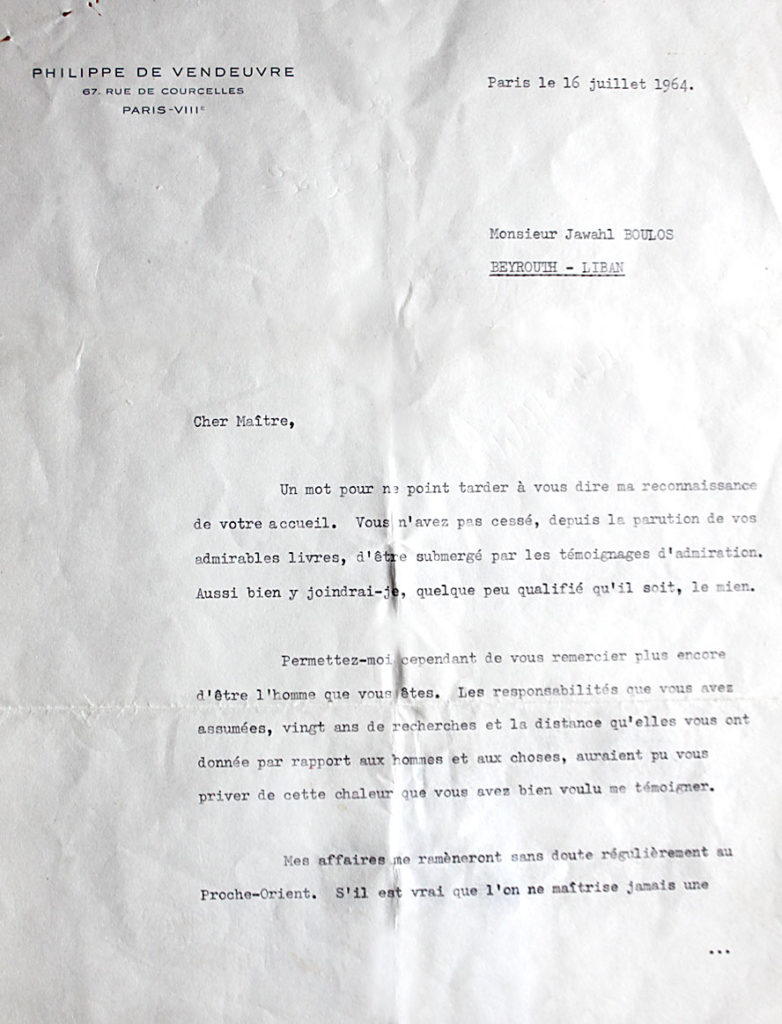 PHILIPPE DE VENDEUVRE
67. RUE DE COURCELLES
PARIS-VIIIE
Paris le 16 juillet 1964.
Monsieur Jawahl BOULOS
BEYROUTH - LIBAN
Cher Maître,
Un mot pour ne point tarder à vous dire ma reconnaissance
de votre accueil. Vous n'avez pas cessé, depuis la parution de vos
admirables livres, d'être submergé par les témoignages d'admiration.
Aussi bien y joindrai-je, quelque peu qualifié qu'il soit, le mien.
Permettez-moi cependant de vous remercier plus encore
d'être l'homme que vous êtes. Les responsabilités que vous avez
assumées, vingt ans de recherches et la distance qu'elles vous ont
donnée par rapport aux hommes et aux choses, auraient pu vous
priver de cette chaleur que vous avez bien voulu me témoigner.
Mes affaires me ramèneront sans doute régulièrement au
Proche-Orient. S'il est vrai que l'on ne maîtrise jamais une
...